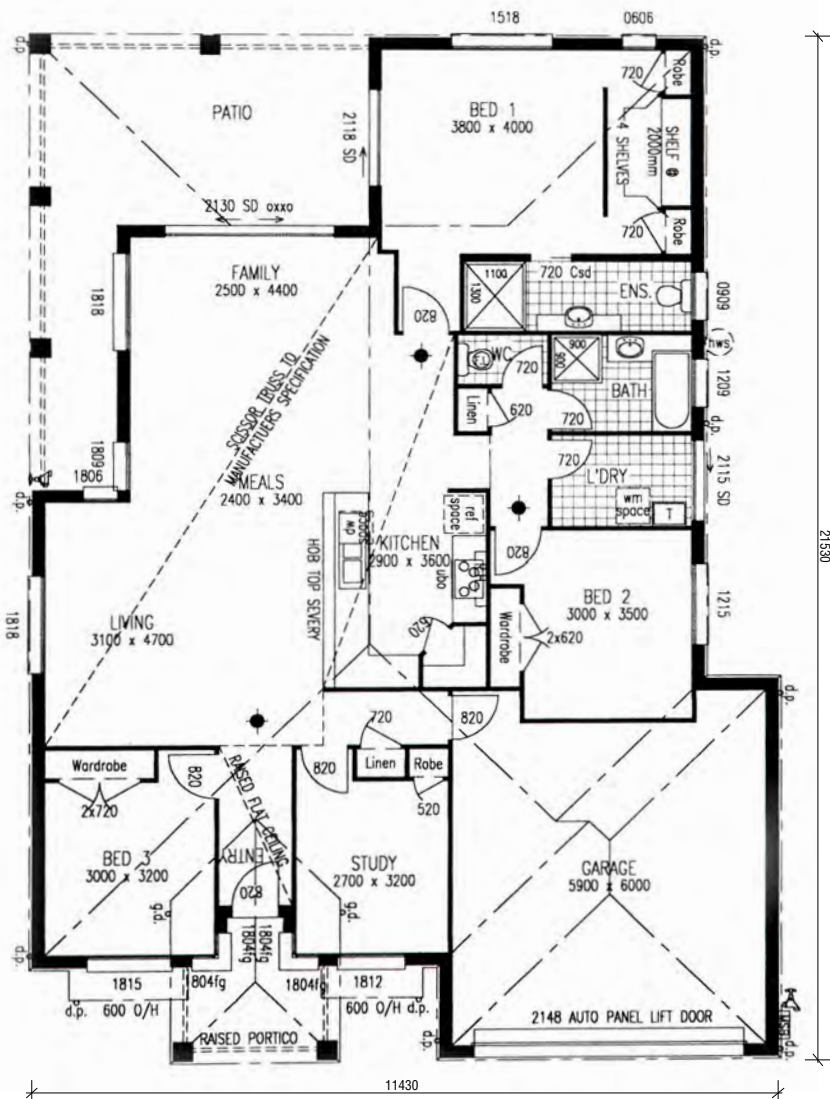 1518
0606
d.p.
d.p.
PATIO
BED 1
3800 x 4000
720
Robe
2118 SD
4 SHELVES
SHELF @
2000mm
2130 SD oxxo
720
Robe
FAMILY
2500 x 4400
1100
1300
720 Csd
ENS.
0909
1818
820
hws
SCISSOR TRUSS TO
MANUFACTUERS SPECIFICATION
WC
720
900
900
BATH
1209
Linen
620
720
d.p.
1809
1806
d.p.
MEALS
2400 x 3400
720
L'DRY
wm
space
T
2115 SD
21530
wp
ref
space
KITCHEN
2900 x 3600
ubo
820
HOB TOP SEVERY
BED 2
3000 x 3500
1215
1818
LIVING
3100 x 4700
620
Wardrobe
2x620
d.p.
720
820
Wardrobe
820
820
Linen
Robe
2x720
520
RAISED FLAT CEILING
BED 3
3000 x 3200
ENTRY
STUDY
2700 x 3200
GARAGE
5900 x 6000
820
g.d.
g.d.
1804fg
1804fg
d.p.
1815
1804fg
1804fg
1812
d.p.
600 O/H
600 O/H
d.p.
2148 AUTO PANEL LIFT DOOR
RAISED PORTICO
d.p.
d.p.
11430